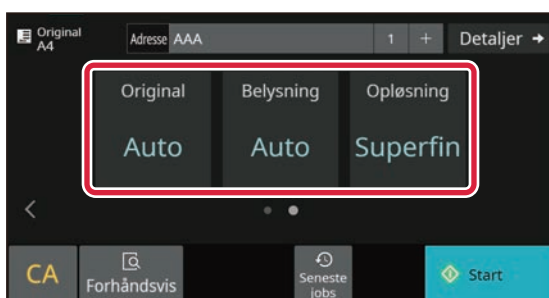 Original
A4
Adresse AAA 1 + Detaljer →
Original Belysning Opløsning
Auto Auto Superfin
CA
Forhåndsvis
Seneste
jobs
Start